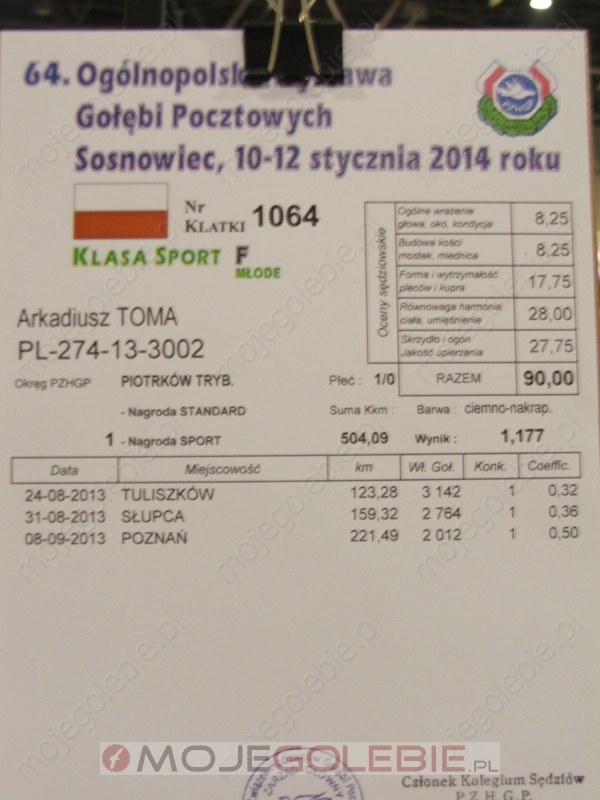 64. Ogólnopolska Wystawa
Gołębi Pocztowych
Sosnowiec, 10-12 stycznia 2014 roku
PZHGP
Nr
KLATKI 1064
KLASA SPORT F
MŁODE
Oceny sędziowskie
Ogólne wrażenie
głowa, oko, kondycja 8,25
Budowa kości
mostek, miednica 8,25
Forma i wytrzymałość
pleców i kupra 17,75
Równowaga harmonia
ciała, umięśnienie 28,00
Skrzydło i ogon
Jakość upierzenia 27,75
RAZEM 90,00
Arkadiusz TOMA
PL-274-13-3002
Okręg PZHGP PIOTRKÓW TRYB. Płeć : 1/0
- Nagroda STANDARD Suma Kkm : Barwa : ciemno-nakrap.
1 - Nagroda SPORT 504,09 Wynik : 1,177
Data Miejscowość km Wł. Goł. Konk. Coeffic.
24-08-2013 TULISZKÓW 123,28 3 142 1 0,32
31-08-2013 SŁUPCA 159,32 2 764 1 0,36
08-09-2013 POZNAŃ 221,49 2 012 1 0,50
MOJEGOLEBIE.PL
Członek Kolegium Sędziów
P.Z.H.G.P.
mojegolebie.pl